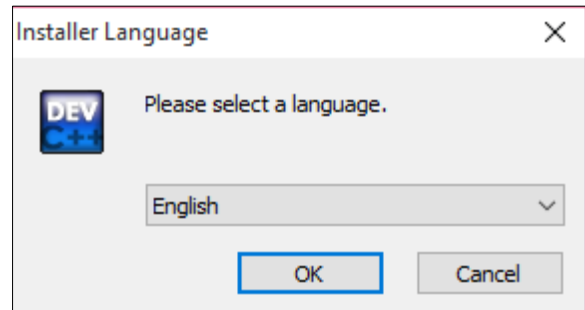 Installer Language
DEV
C++
Please select a language.
English
OK
Cancel